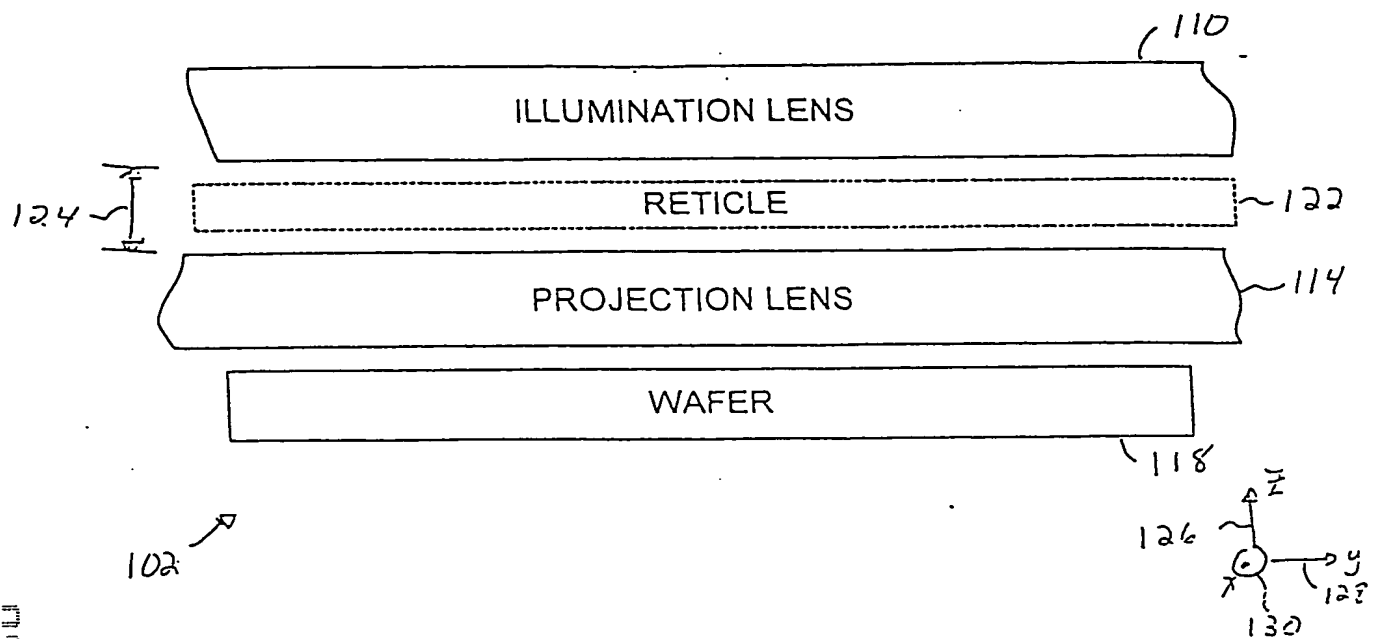 110
ILLUMINATION LENS
124
RETICLE
122
PROJECTION LENS
114
WAFER
118
102
126
y
X
130